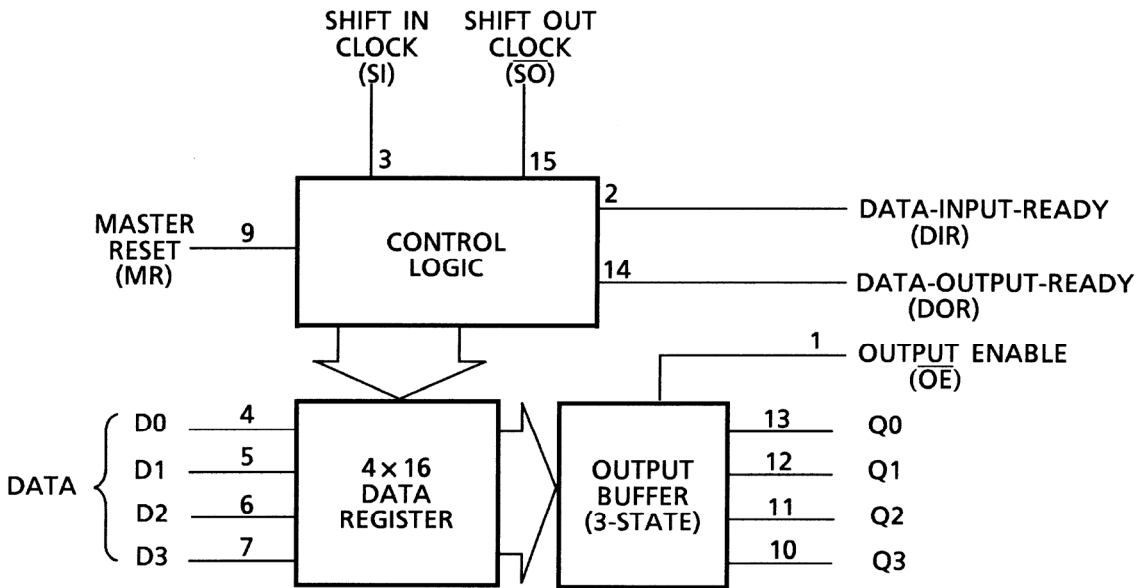 SHIFT IN
CLOCK
(SI)
SHIFT OUT
CLOCK
(S̅O̅)
3
15
MASTER
RESET
(MR)
9
CONTROL
LOGIC
2
DATA-INPUT-READY
(DIR)
14
DATA-OUTPUT-READY
(DOR)
1
OUTPUT ENABLE
(O̅E̅)
DATA
D0
4
D1
5
D2
6
D3
7
4 × 16
DATA
REGISTER
OUTPUT
BUFFER
(3-STATE)
13
Q0
12
Q1
11
Q2
10
Q3